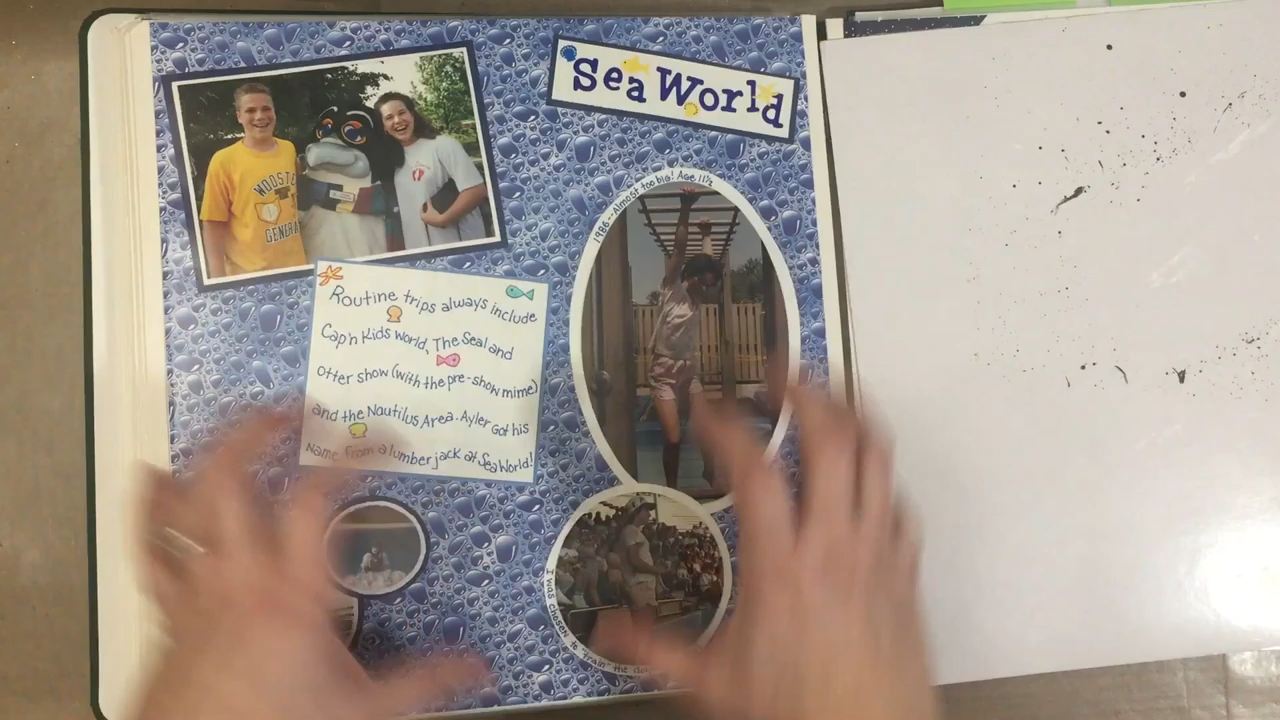 Sea World
WOOSTE
GENERA
1986 -- Almost too big! Age 11½
Routine trips always include
Cap'n Kids World, The Seal and
Otter show (with the pre-show mime)
and the Nautilus Area. Ayler got his
name from a lumberjack at Sea World!
I was chosen to "train" the